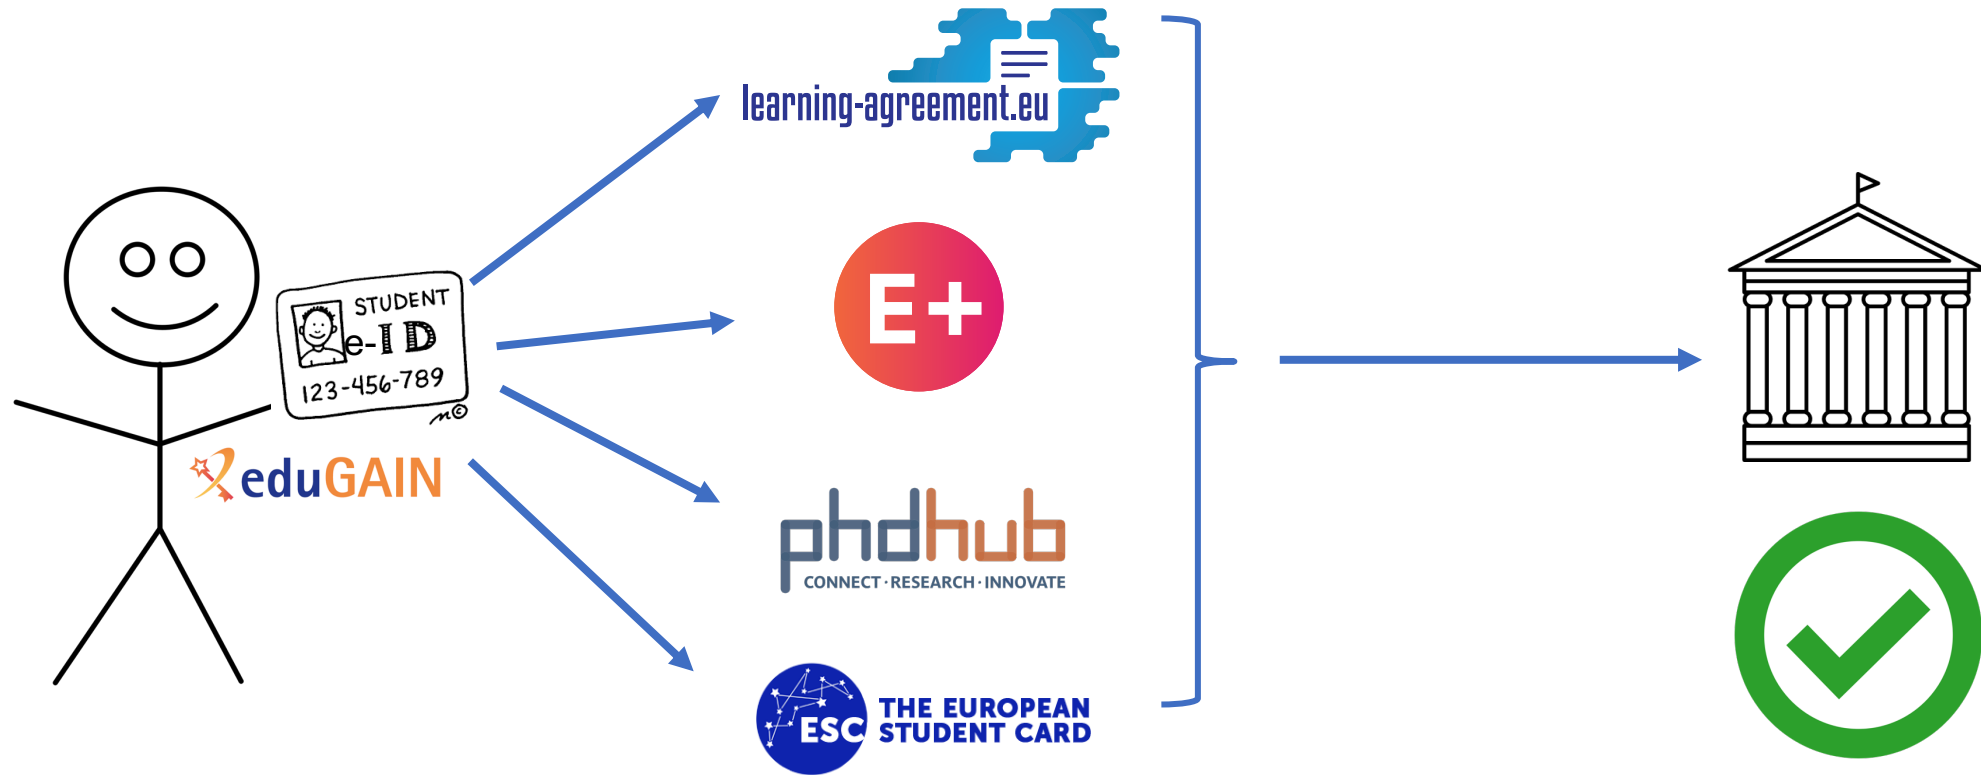 STUDENT
e-ID
123-456-789
eduGAIN
learning-agreement.eu
E+
phdhub
CONNECT·RESEARCH·INNOVATE
ESC
THE EUROPEAN
STUDENT CARD